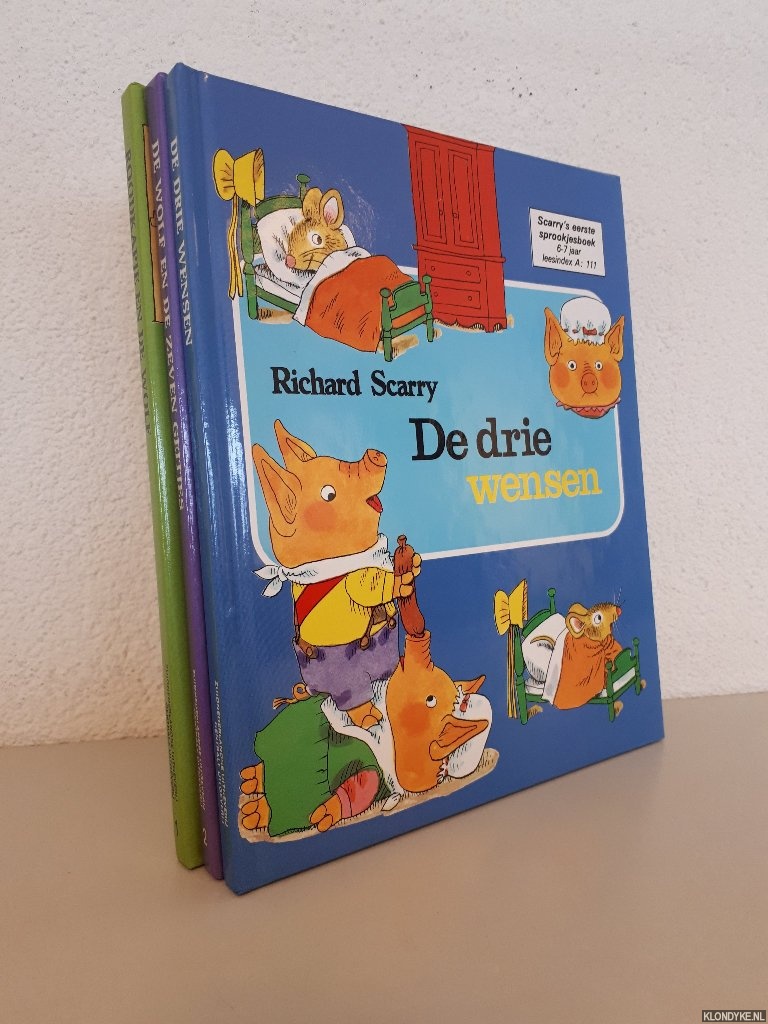 Scarry's eerste
sprookjesboek
6-7 jaar
leesindex A: 111
Richard Scarry
De drie
wensen
DE DRIE WENSEN
DE WOLF EN DE ZEVEN GEITJES
2
KLONDYKE.NL